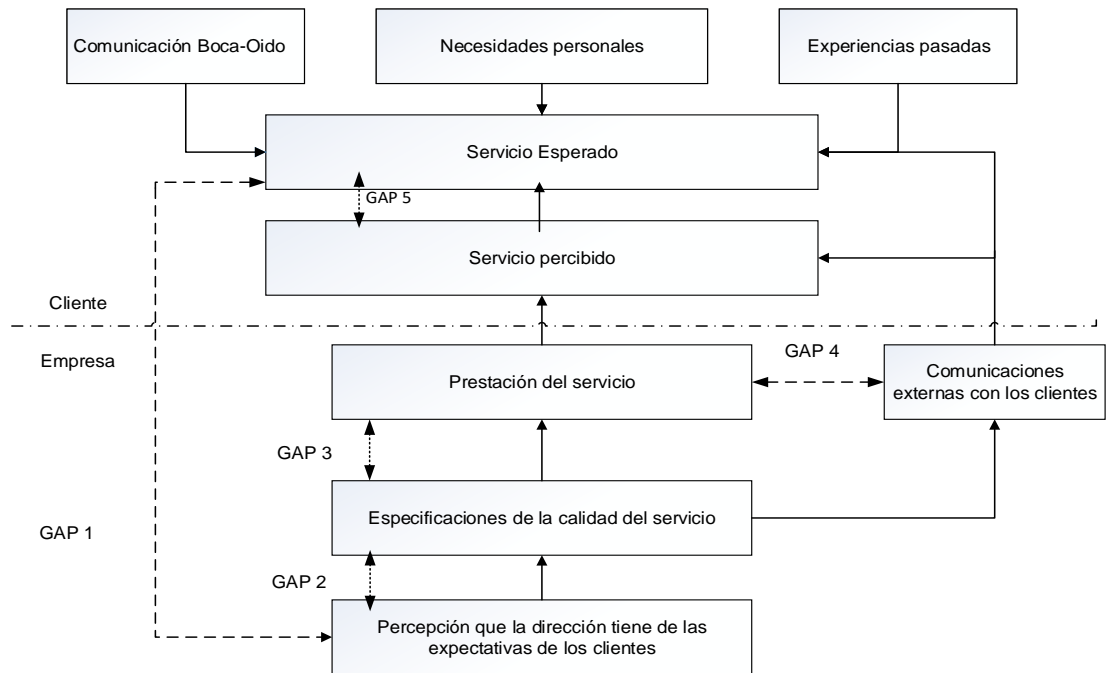 Comunicación Boca-Oido
Necesidades personales
Experiencias pasadas
Servicio Esperado
GAP 5
Servicio percibido
Cliente
Empresa
GAP 4
Prestación del servicio
Comunicaciones
externas con los clientes
GAP 3
Especificaciones de la calidad del servicio
GAP 1
GAP 2
Percepción que la dirección tiene de las
expectativas de los clientes